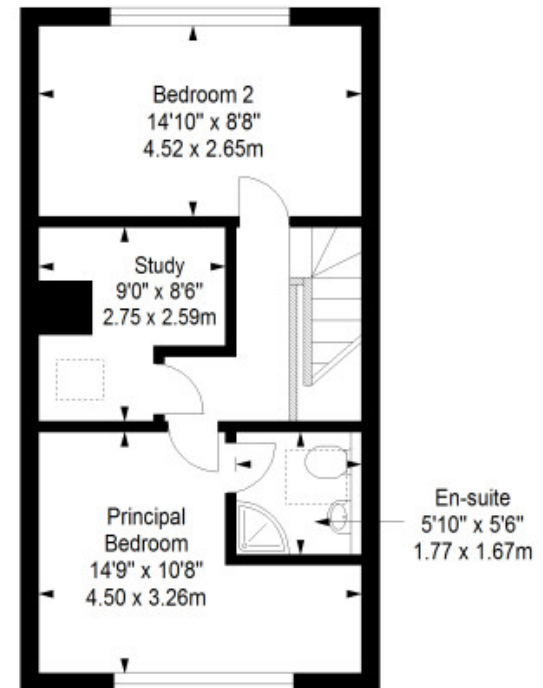 Bedroom 2
14'10" x 8'8"
4.52 x 2.65m
Study
9'0" x 8'6"
2.75 x 2.59m
Principal
Bedroom
14'9" x 10'8"
4.50 x 3.26m
En-suite
5'10" x 5'6"
1.77 x 1.67m